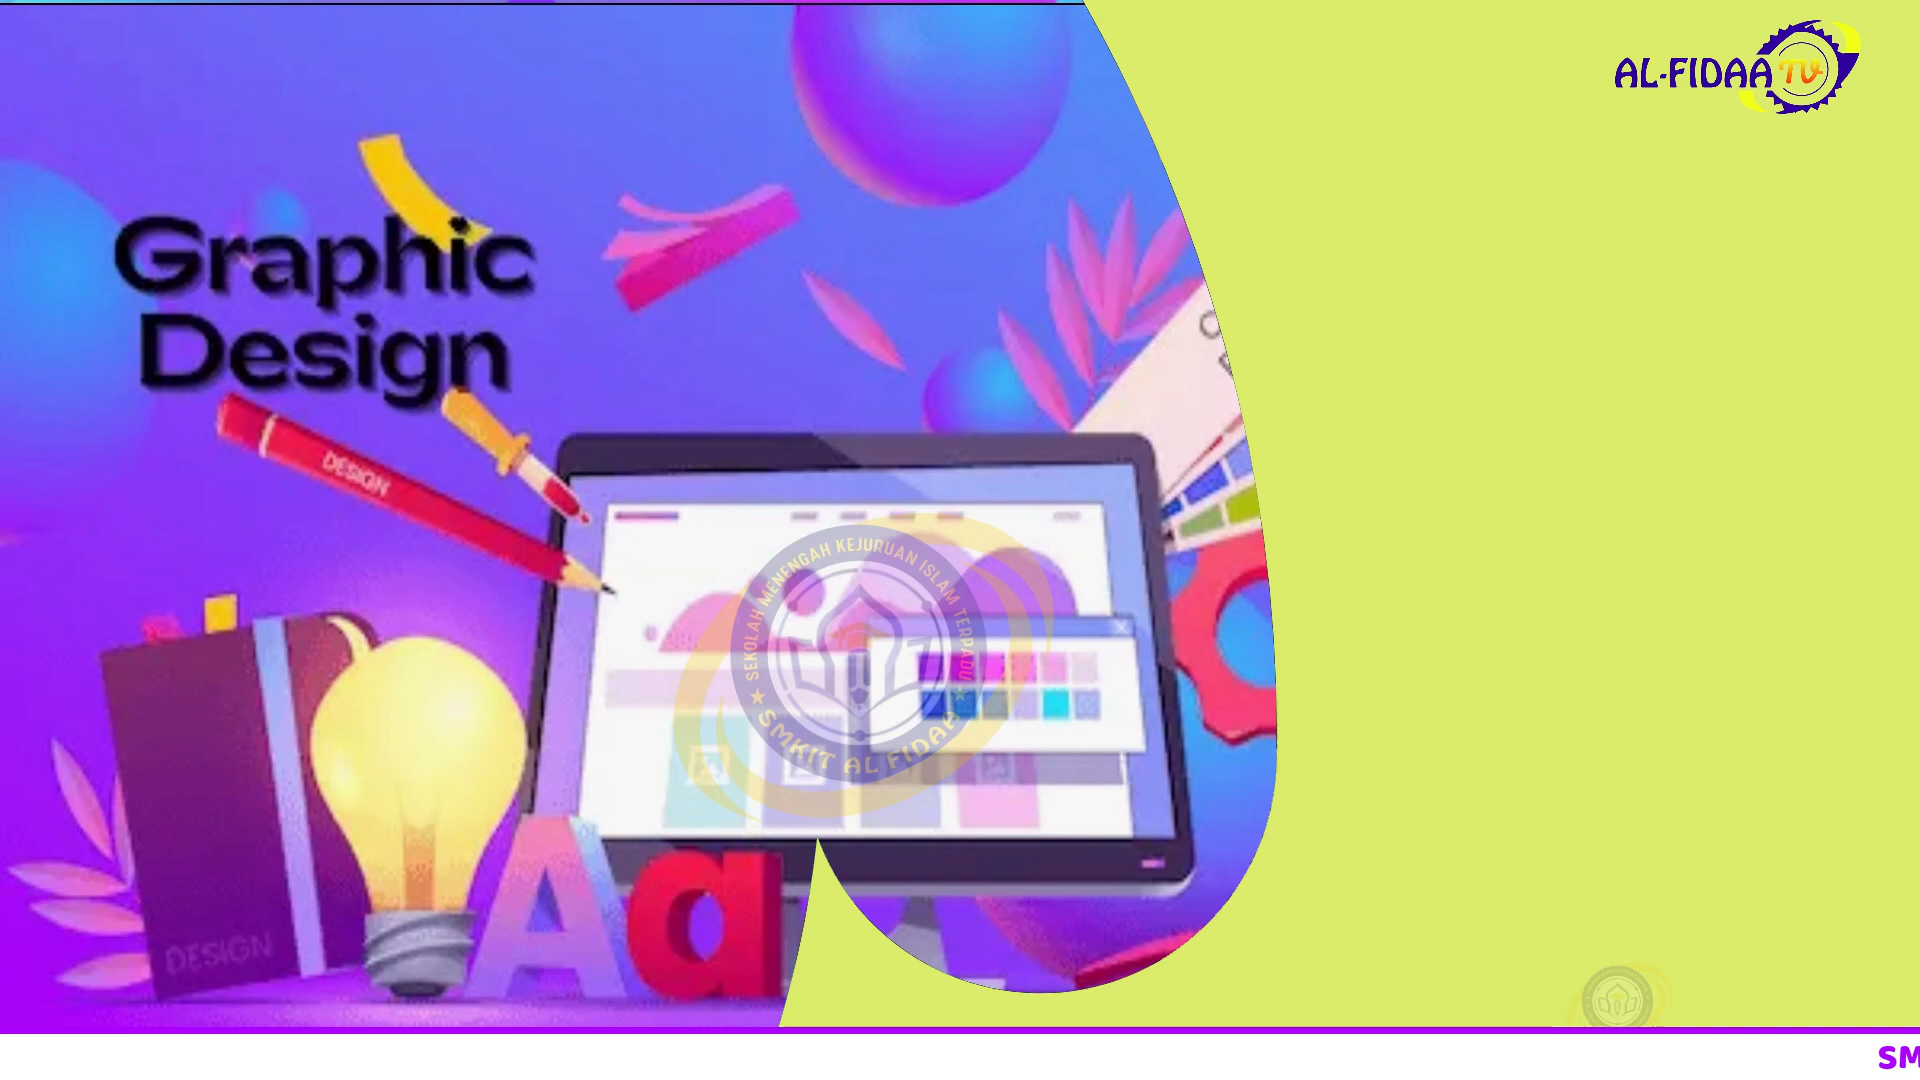 AL-FIDAA TV
Graphic
Design
DESIGN
SEKOLAH MENENGAH KEJURUAN ISLAM TERPADU
SMKIT AL FIDAA
Aa
DESIGN
SM